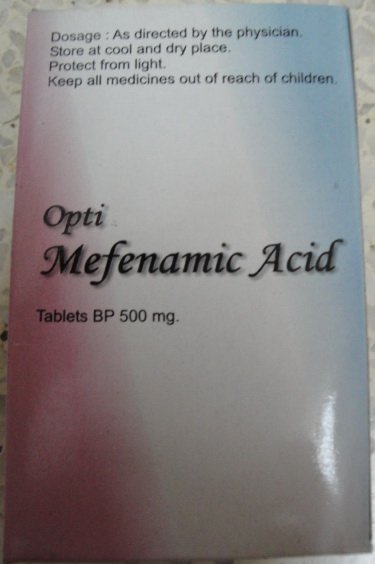 Dosage : As directed by the physician.
Store at cool and dry place.
Protect from light.
Keep all medicines out of reach of children.
Opti
Mefenamic Acid
Tablets BP 500 mg.